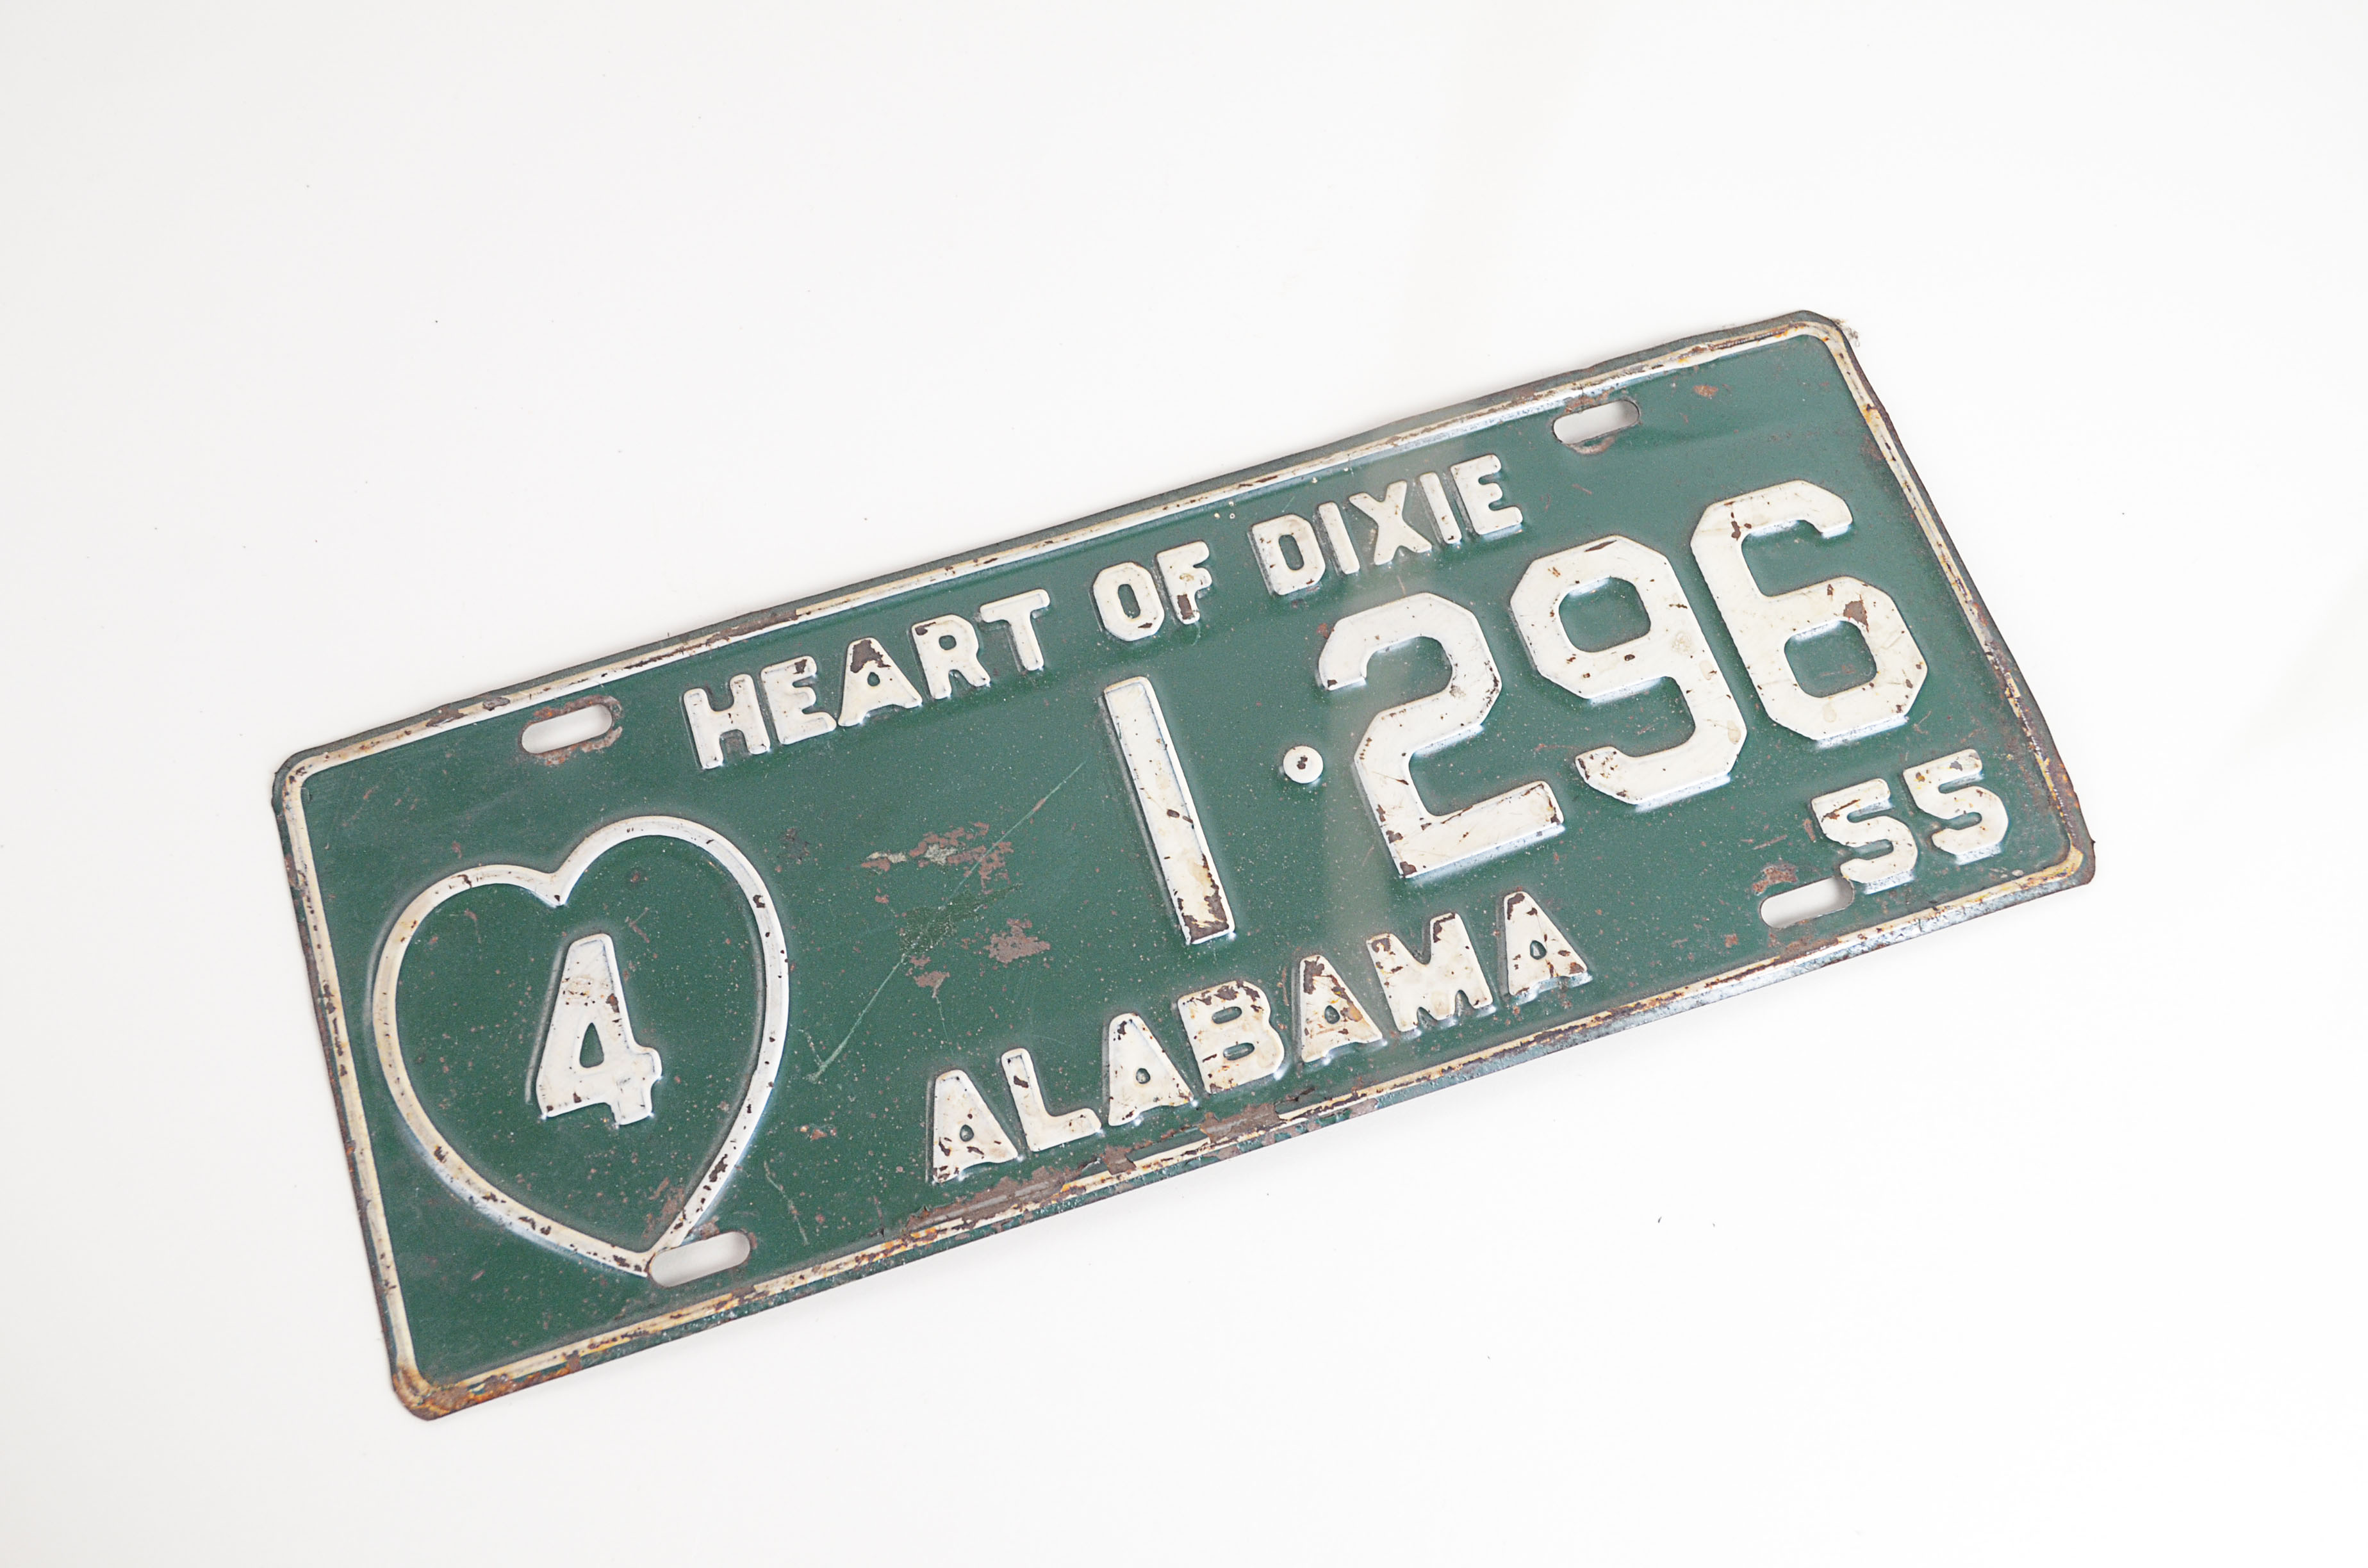 HEART OF DIXIE
4
1·296
55
ALABAMA